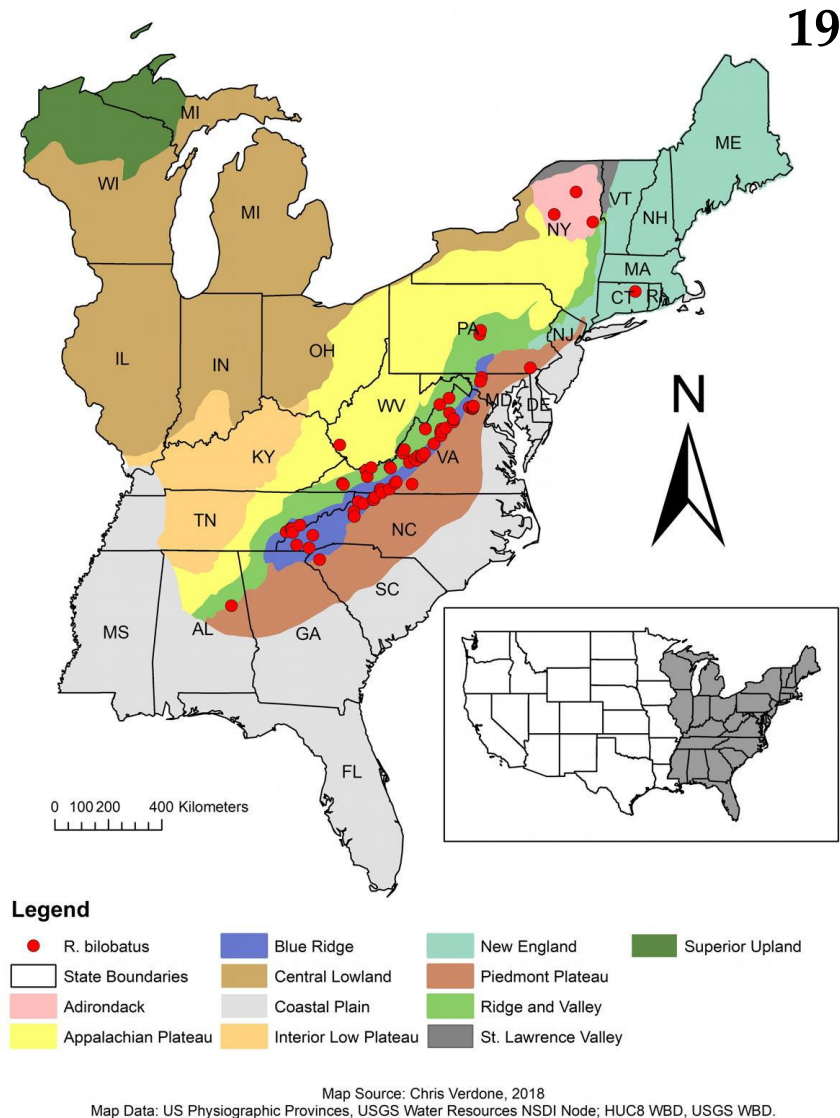 19
MI
ME
WI
MI
VT
NH
NY
MA
CT RI
PA
NJ
OH
IL
IN
MD
DE
WV
N
KY
VA
TN
NC
SC
MS
AL
GA
FL
0 100 200 400 Kilometers
Legend
R. bilobatus
Blue Ridge
New England
Superior Upland
State Boundaries
Central Lowland
Piedmont Plateau
Adirondack
Coastal Plain
Ridge and Valley
Appalachian Plateau
Interior Low Plateau
St. Lawrence Valley
Map Source: Chris Verdone, 2018
Map Data: US Physiographic Provinces, USGS Water Resources NSDI Node; HUC8 WBD, USGS WBD.